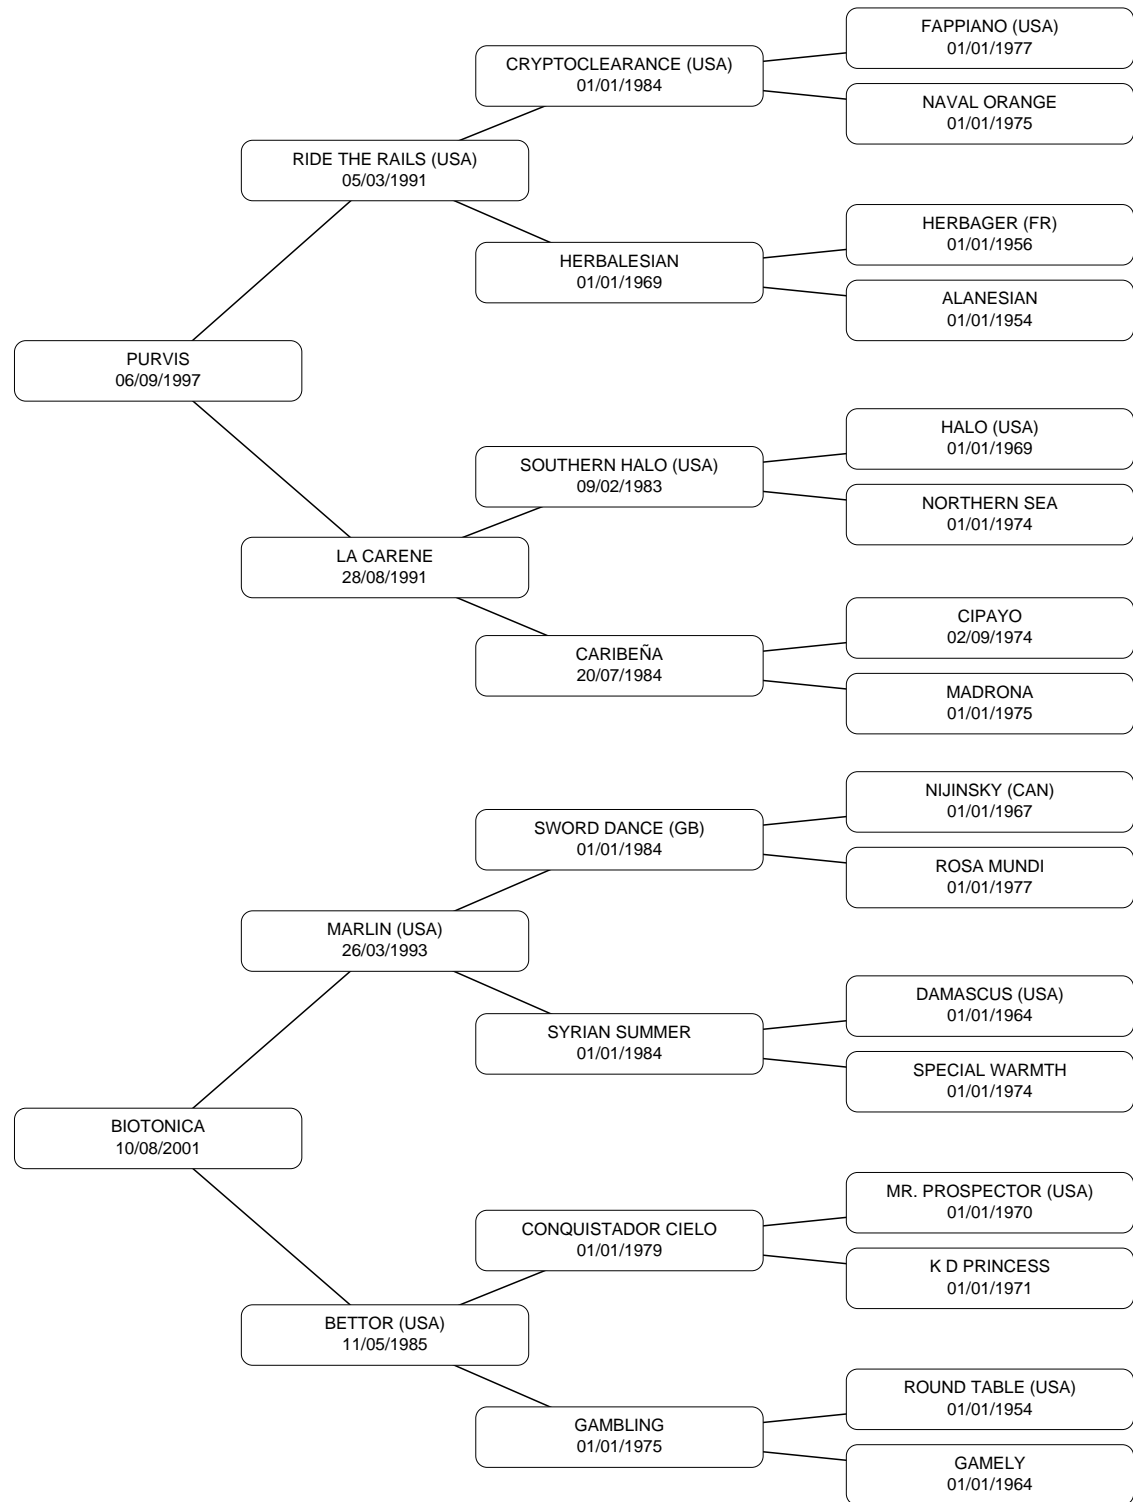 FAPPIANO (USA)
01/01/1977
CRYPTOCLEARANCE (USA)
01/01/1984
NAVAL ORANGE
01/01/1975
RIDE THE RAILS (USA)
05/03/1991
HERBAGER (FR)
01/01/1956
HERBALESIAN
01/01/1969
ALANESIAN
01/01/1954
PURVIS
06/09/1997
HALO (USA)
01/01/1969
SOUTHERN HALO (USA)
09/02/1983
NORTHERN SEA
01/01/1974
LA CARENE
28/08/1991
CIPAYO
02/09/1974
CARIBEÑA
20/07/1984
MADRONA
01/01/1975
NIJINSKY (CAN)
01/01/1967
SWORD DANCE (GB)
01/01/1984
ROSA MUNDI
01/01/1977
MARLIN (USA)
26/03/1993
DAMASCUS (USA)
01/01/1964
SYRIAN SUMMER
01/01/1984
SPECIAL WARMTH
01/01/1974
BIOTONICA
10/08/2001
MR. PROSPECTOR (USA)
01/01/1970
CONQUISTADOR CIELO
01/01/1979
K D PRINCESS
01/01/1971
BETTOR (USA)
11/05/1985
ROUND TABLE (USA)
01/01/1954
GAMBLING
01/01/1975
GAMELY
01/01/1964